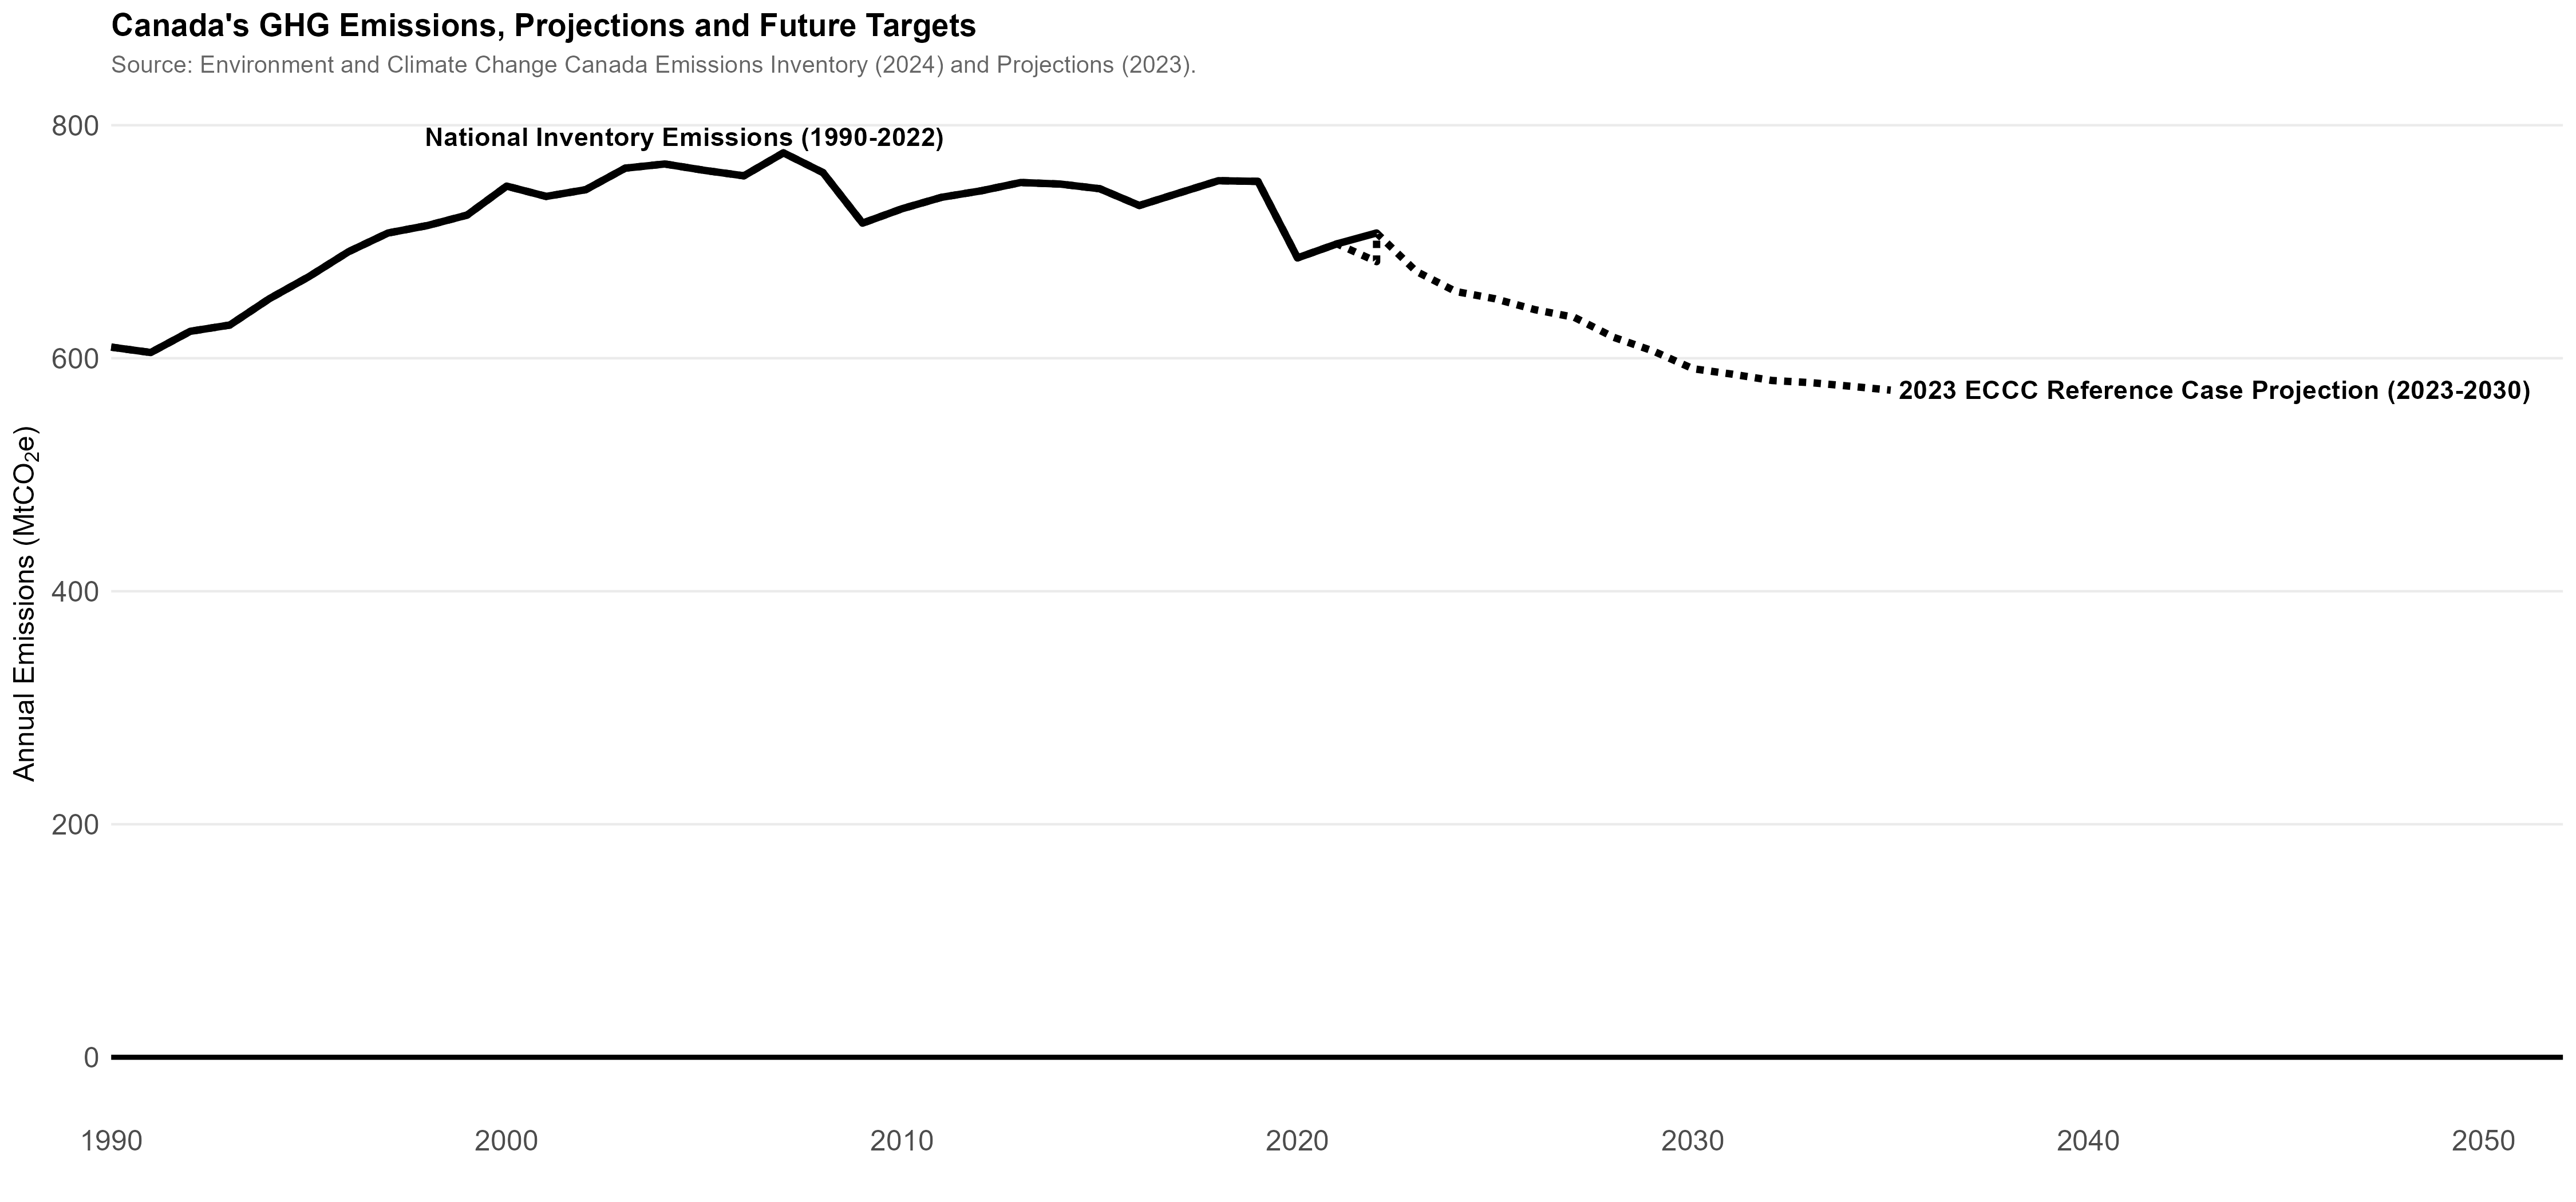 Canada's GHG Emissions, Projections and Future Targets
Source: Environment and Climate Change Canada Emissions Inventory (2024) and Projections (2023).
800
National Inventory Emissions (1990-2022)
600
2023 ECCC Reference Case Projection (2023-2030)
400
Annual Emissions (MtCO₂e)
200
0
1990 2000 2010 2020 2030 2040 2050